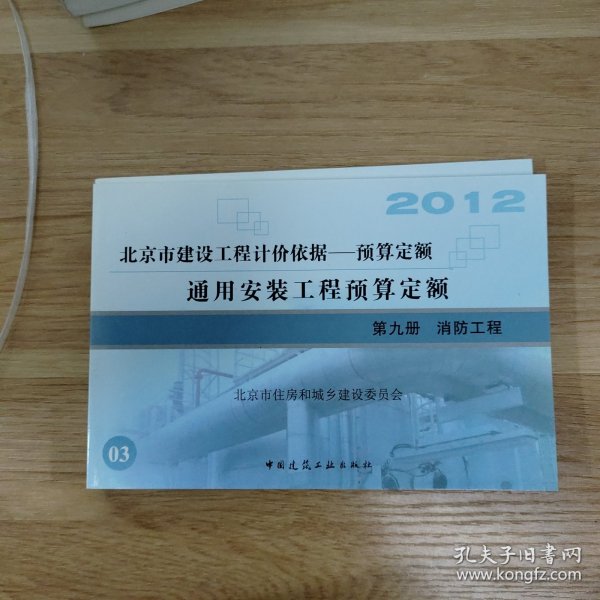 2012
北京市建设工程计价依据——预算定额
通用安装工程预算定额
第九册 消防工程
北京市住房和城乡建设委员会
03
中国建筑工业出版社
孔夫子旧书网
www.kongfz.com